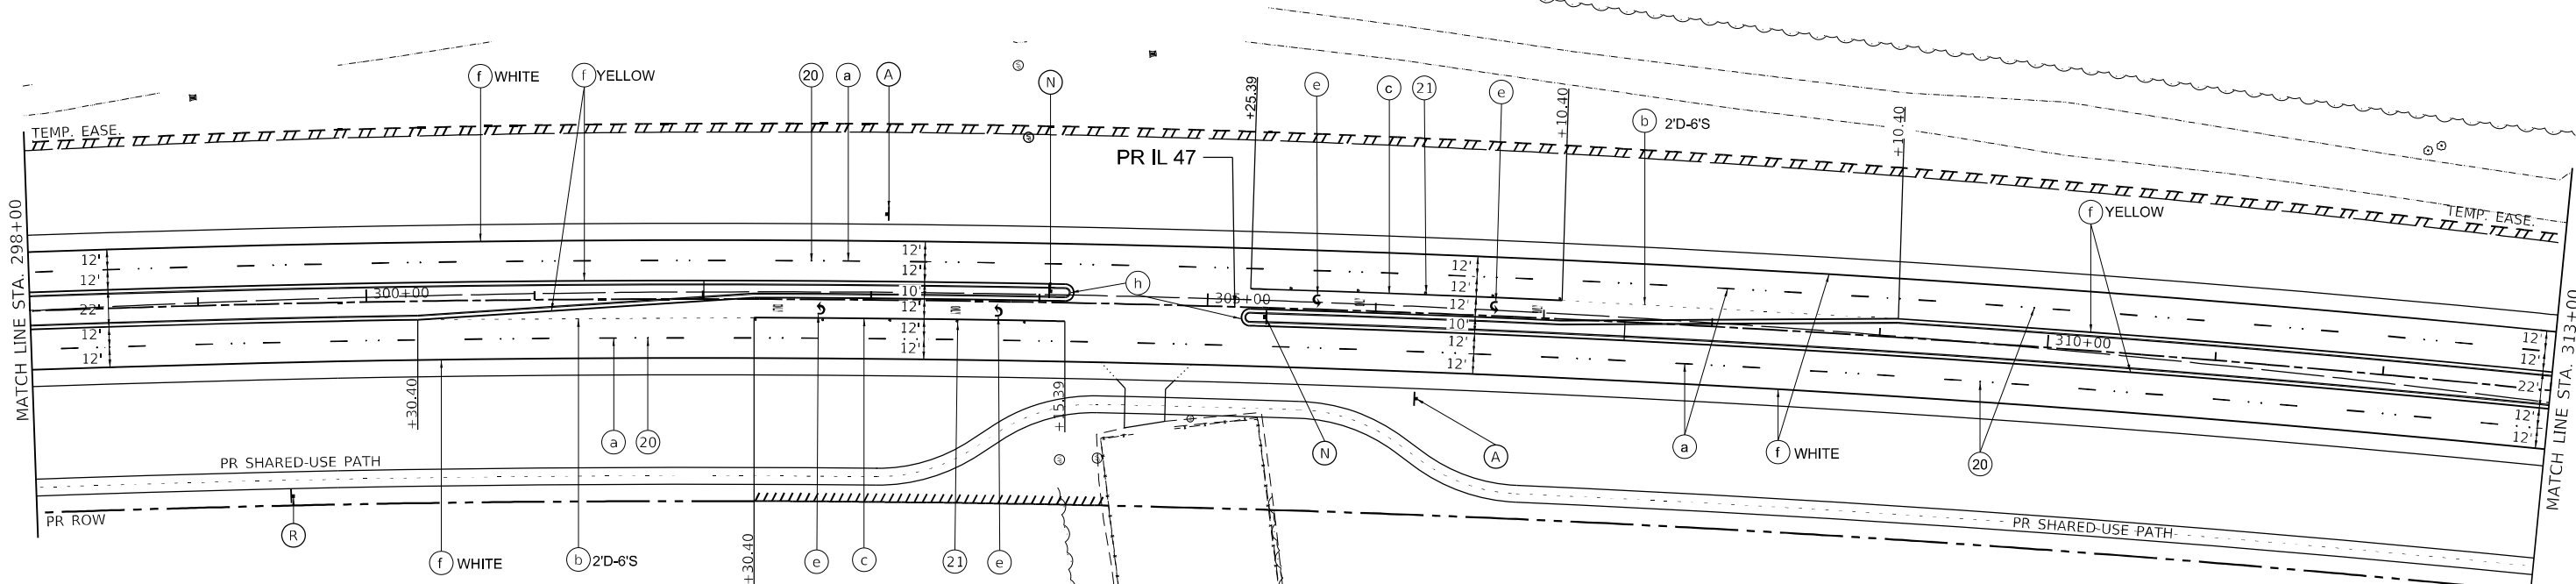 f WHITE
f YELLOW
20
a
A
N
+25.39
e
c
21
e
+10.40
b 2'D-6'S
+10.40
TEMP. EASE.
PR IL 47
MATCH LINE STA. 298+00
f YELLOW
TEMP. EASE.
12'
12'
22'
12'
12'
300+00
12'
12'
10'
12'
12'
12'
h
305+00
12'
12'
12'
10'
12'
12'
310+00
12'
12'
22'
12'
12'
MATCH LINE STA. 313+00
+30.40
a
20
+15.39
N
A
a
f WHITE
20
PR SHARED-USE PATH
PR ROW
R
f WHITE
b 2'D-6'S
+30.40
e
c
21
e
PR SHARED-USE PATH